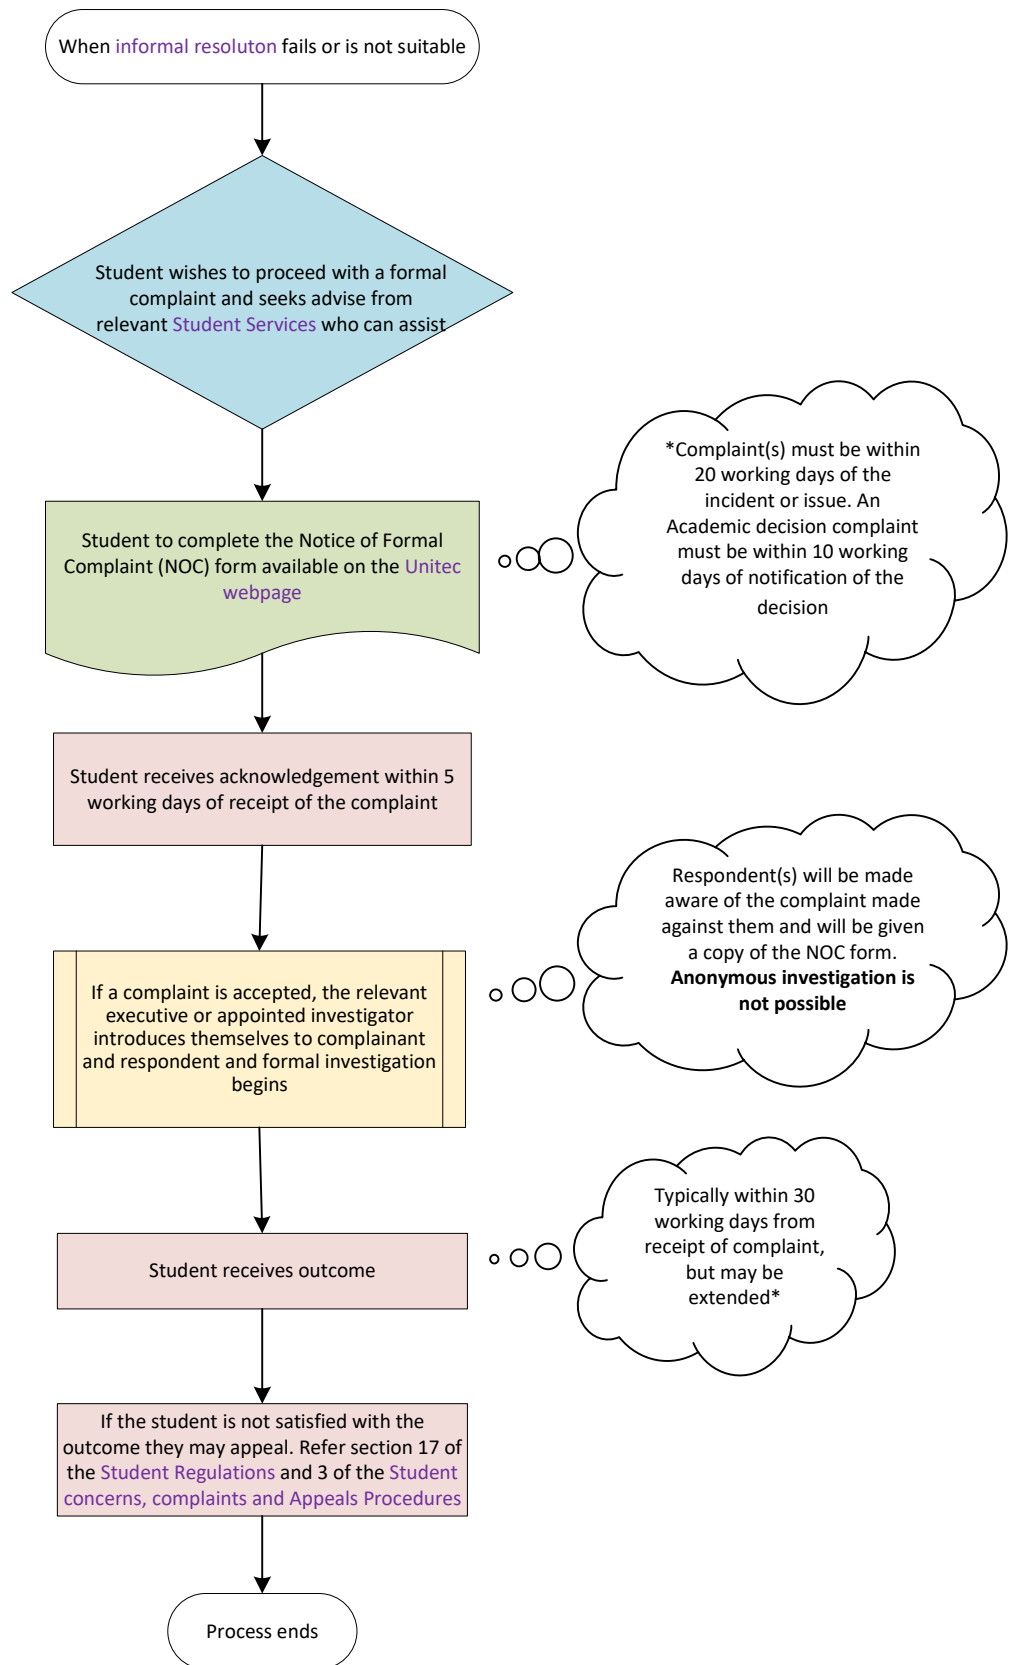 When informal resoluton fails or is not suitable
Student wishes to proceed with a formal
complaint and seeks advise from
relevant Student Services who can assist
*Complaint(s) must be within
20 working days of the
incident or issue. An
Academic decision complaint
must be within 10 working
days of notification of the
decision
Student to complete the Notice of Formal
Complaint (NOC) form available on the Unitec
webpage
Student receives acknowledgement within 5
working days of receipt of the complaint
Respondent(s) will be made
aware of the complaint made
against them and will be given
a copy of the NOC form.
Anonymous investigation is
not possible
If a complaint is accepted, the relevant
executive or appointed investigator
introduces themselves to complainant
and respondent and formal investigation
begins
Typically within 30
working days from
receipt of complaint,
but may be
extended*
Student receives outcome
If the student is not satisfied with the
outcome they may appeal. Refer section 17 of
the Student Regulations and 3 of the Student
concerns, complaints and Appeals Procedures
Process ends